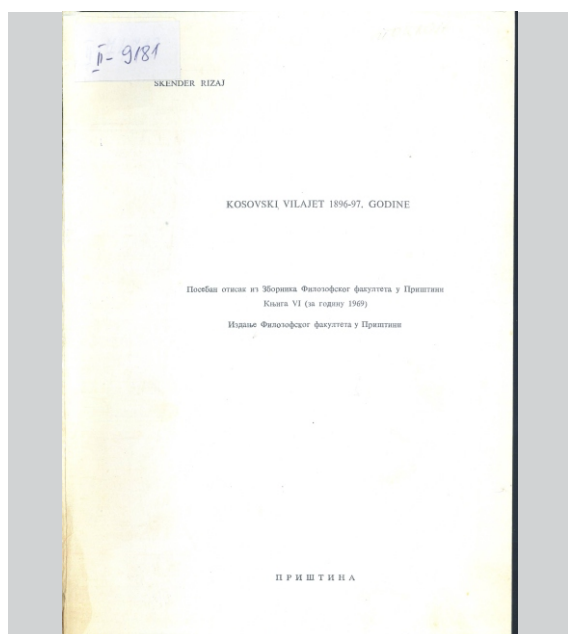 II- 9181
SKENDER RIZAJ
KOSOVSKI VILAJET 1896-97. GODINE
Посебан отисак из Зборника Филозофског факултета у Приштини
Књига VI (за годину 1969)
Издање Филозофског факултета у Приштини
ПРИШТИНА